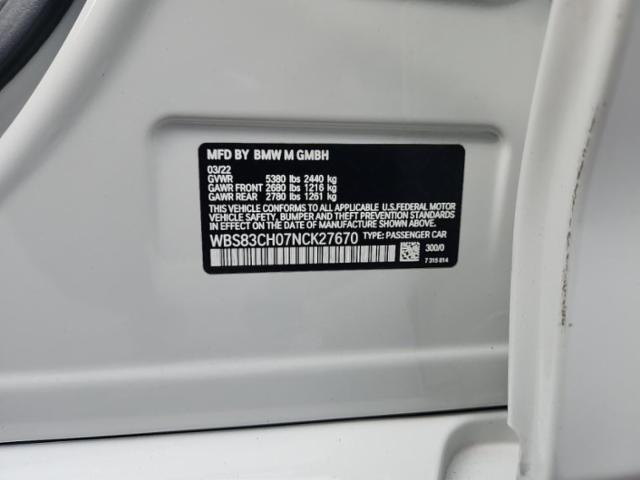 MFD BY BMW M GMBH
03/22
GVWR 5380 lbs 2440 kg
GAWR FRONT 2680 lbs 1216 kg
GAWR REAR 2780 lbs 1261 kg
THIS VEHICLE CONFORMS TO ALL APPLICABLE U.S.FEDERAL MOTOR
VEHICLE SAFETY, BUMPER AND THEFT PREVENTION STANDARDS
IN EFFECT ON THE DATE OF MANUFACTURE SHOWN ABOVE.
WBS83CH07NCK27670 TYPE: PASSENGER CAR
300/0
7 315 814